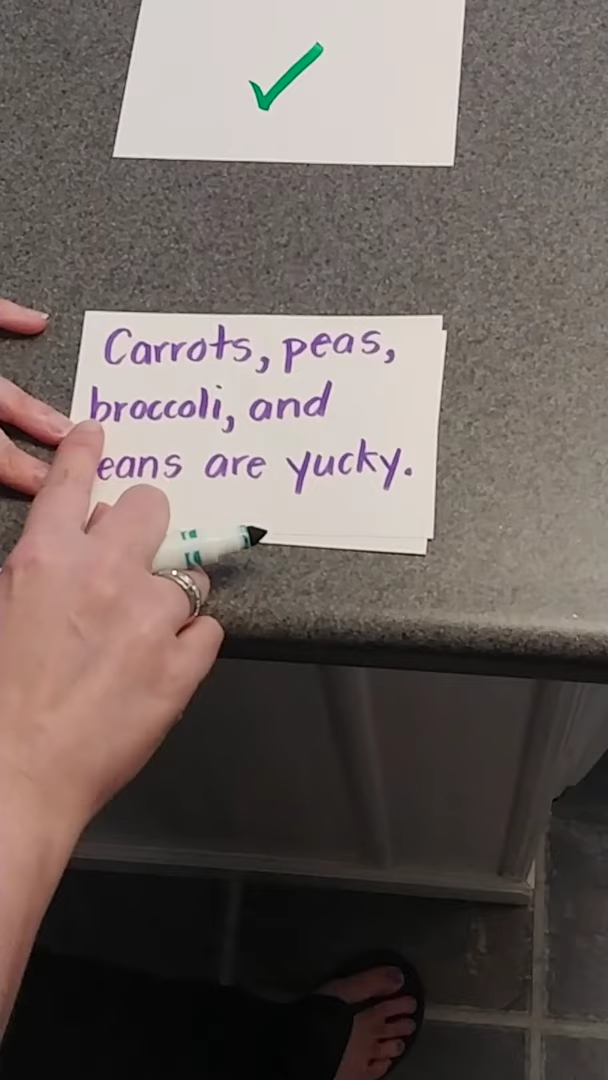 Carrots, peas,
broccoli, and
eans are yucky.